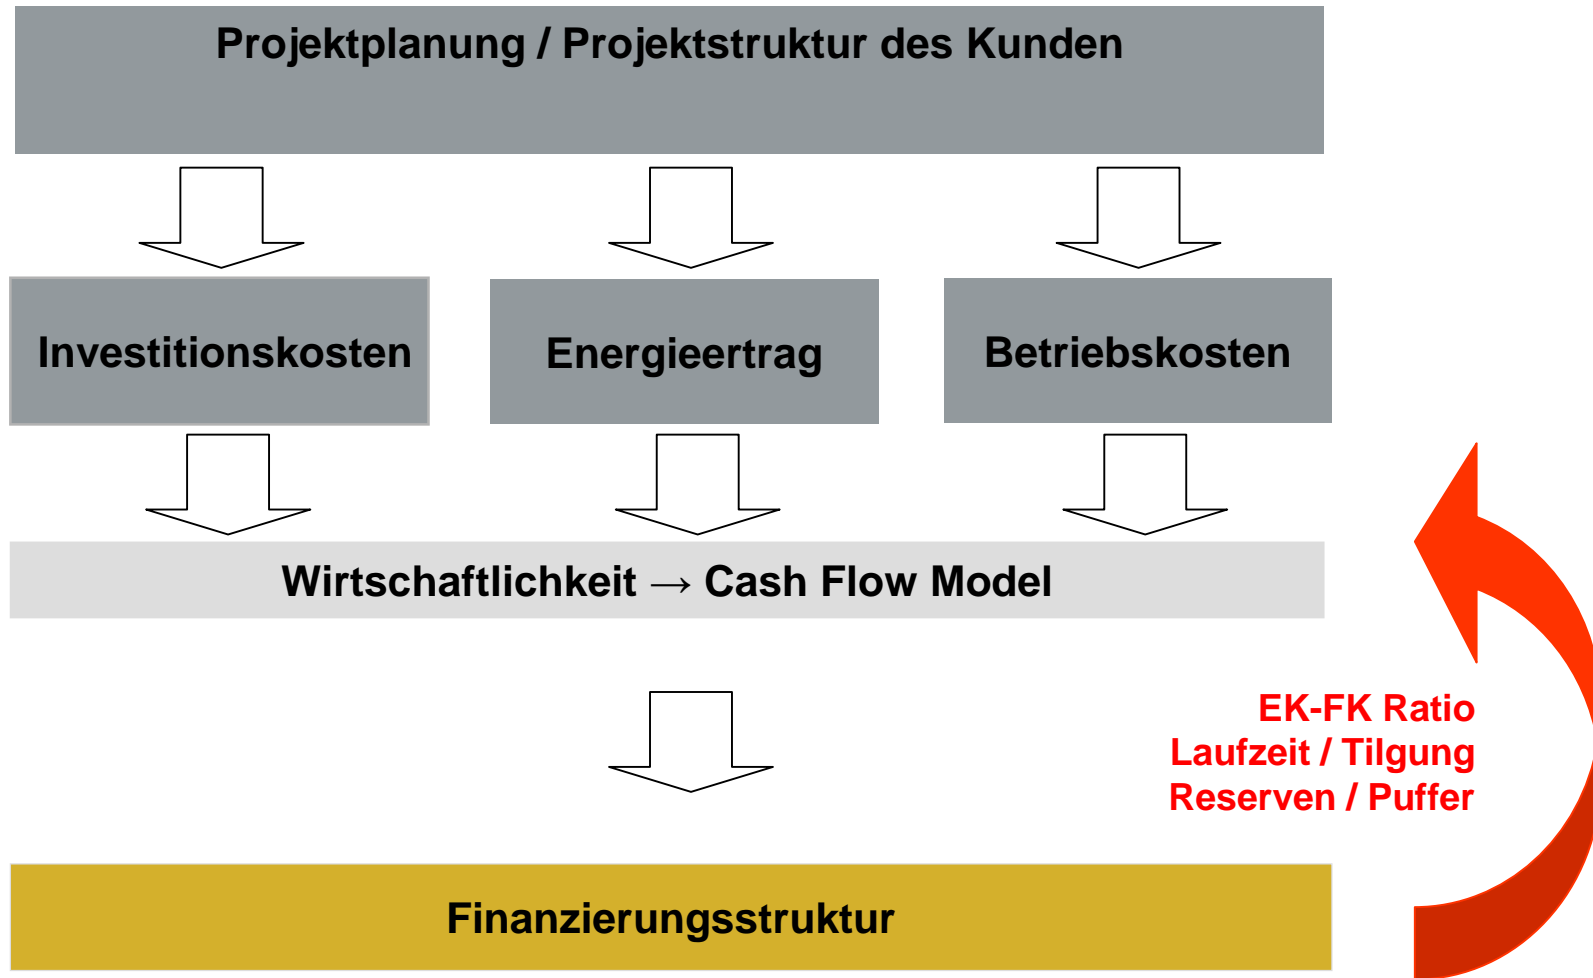 Projektplanung / Projektstruktur des Kunden
Investitionskosten
Energieertrag
Betriebskosten
Wirtschaftlichkeit → Cash Flow Model
EK-FK Ratio
Laufzeit / Tilgung
Reserven / Puffer
Finanzierungsstruktur